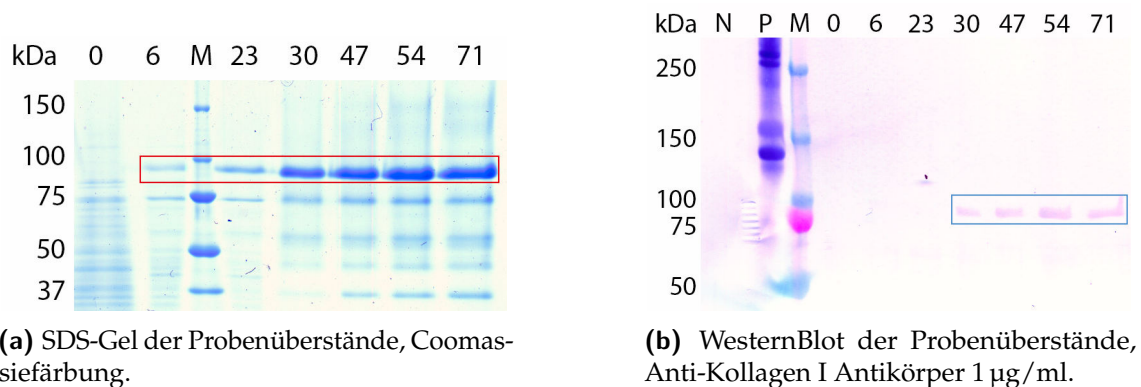 kDa 0 6 M 23 30 47 54 71
150
100
75
50
37
(a) SDS-Gel der Probenüberstände, Coomas-
siefärbung.
kDa N P M 0 6 23 30 47 54 71
250
150
100
75
50
(b) WesternBlot der Probenüberstände,
Anti-Kollagen I Antikörper 1 µg/ml.